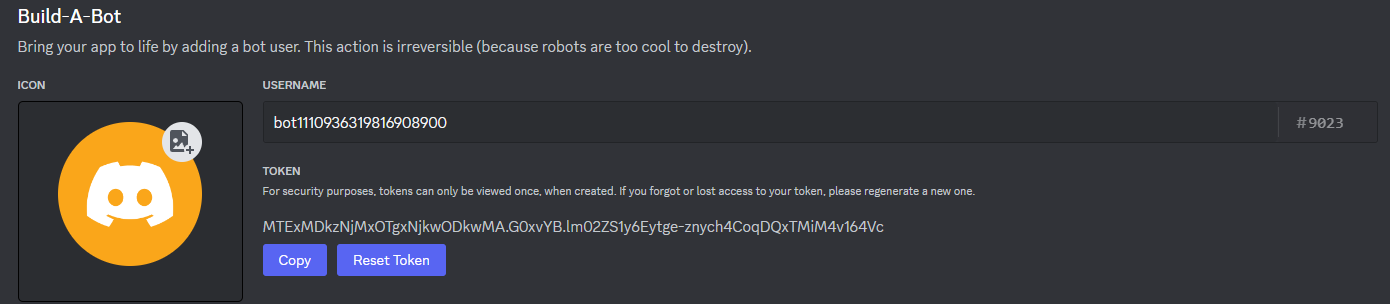 Build-A-Bot
Bring your app to life by adding a bot user. This action is irreversible (because robots are too cool to destroy).
ICON
USERNAME
bot1110936319816908900
#9023
TOKEN
For security purposes, tokens can only be viewed once, when created. If you forgot or lost access to your token, please regenerate a new one.
MTExMDkzNjMxOTgxNjkwODkwMA.G0xvYB.lm02ZS1y6Eytge-znych4CoqDQxTMiM4v164Vc
Copy
Reset Token